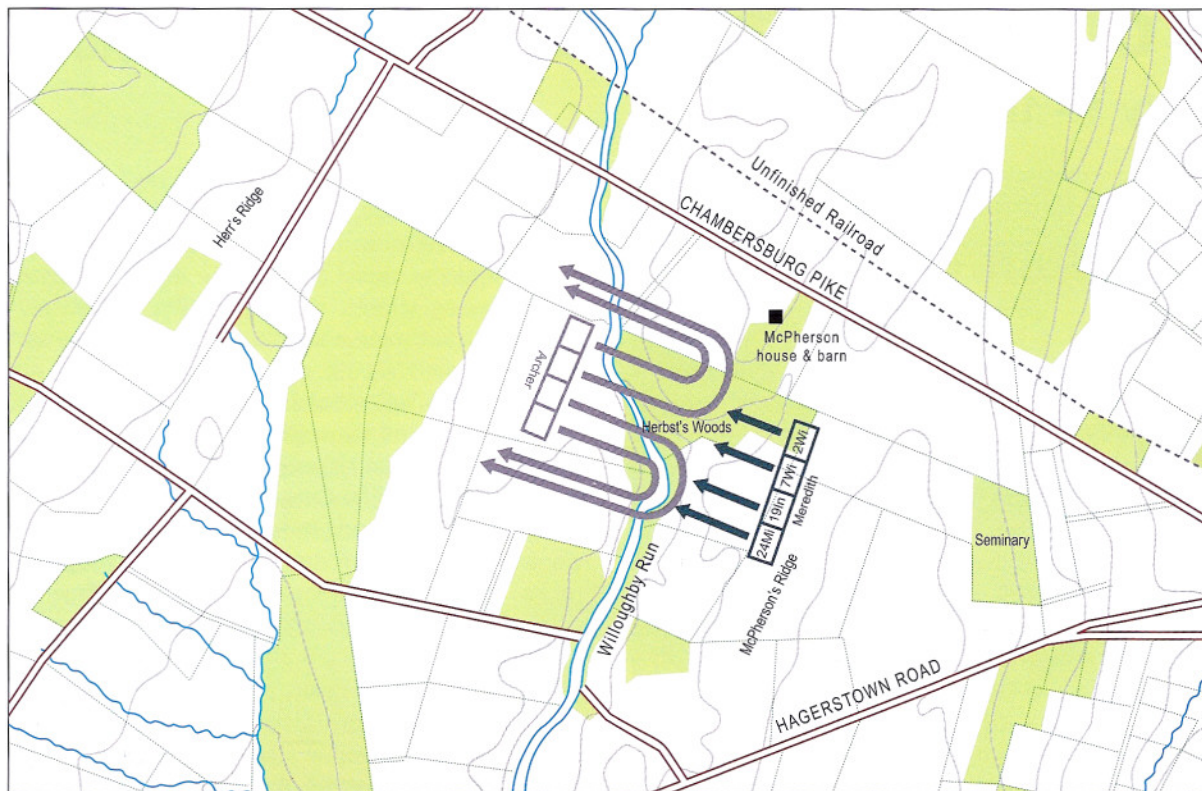 Unfinished Railroad
CHAMBERSBURG PIKE
Herr's Ridge
McPherson
house & barn
Archer
Herbst's Woods
2Wi
7Wi
19In
24Mi
Meredith
Seminary
McPherson's Ridge
Willoughby Run
HAGERSTOWN ROAD